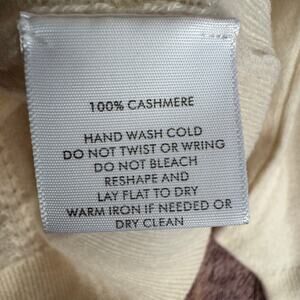 100% CASHMERE
HAND WASH COLD
DO NOT TWIST OR WRING
DO NOT BLEACH
RESHAPE AND
LAY FLAT TO DRY
WARM IRON IF NEEDED OR
DRY CLEAN